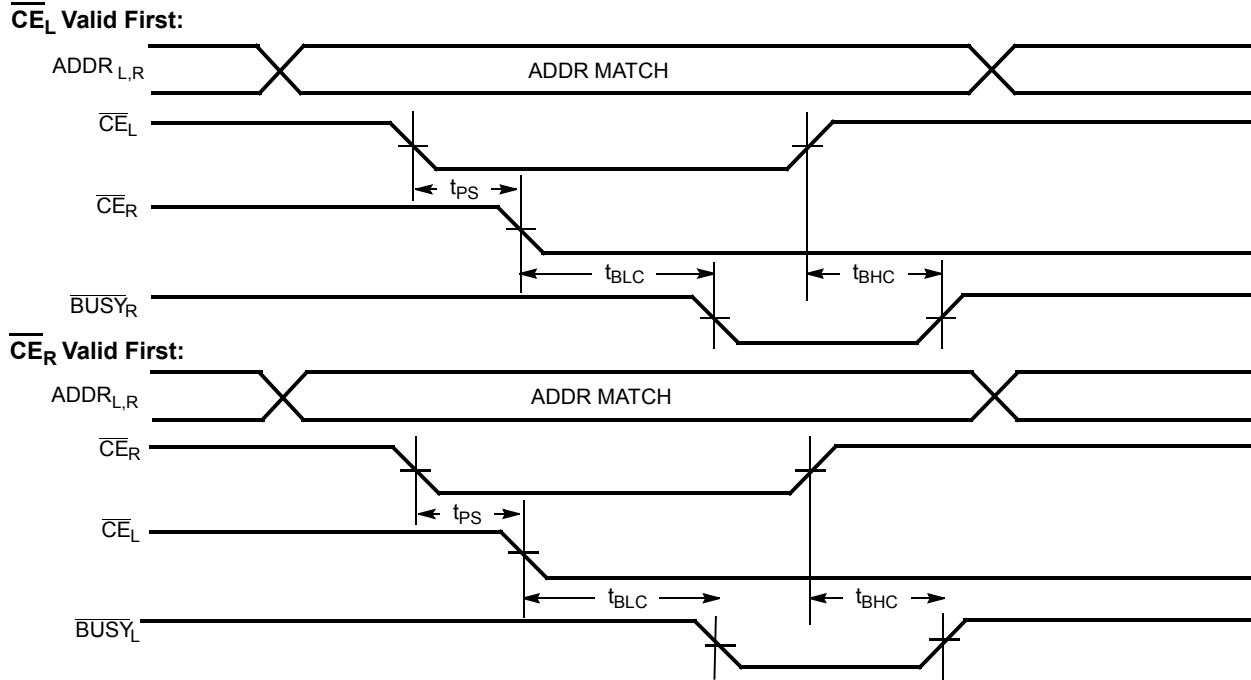 CE_L Valid First:
ADDR L,R
ADDR MATCH
CE_L
t_PS
CE_R
t_BLC
t_BHC
BUSY_R
CE_R Valid First:
ADDR_L,R
ADDR MATCH
CE_R
t_PS
CE_L
t_BLC
t_BHC
BUSY_L